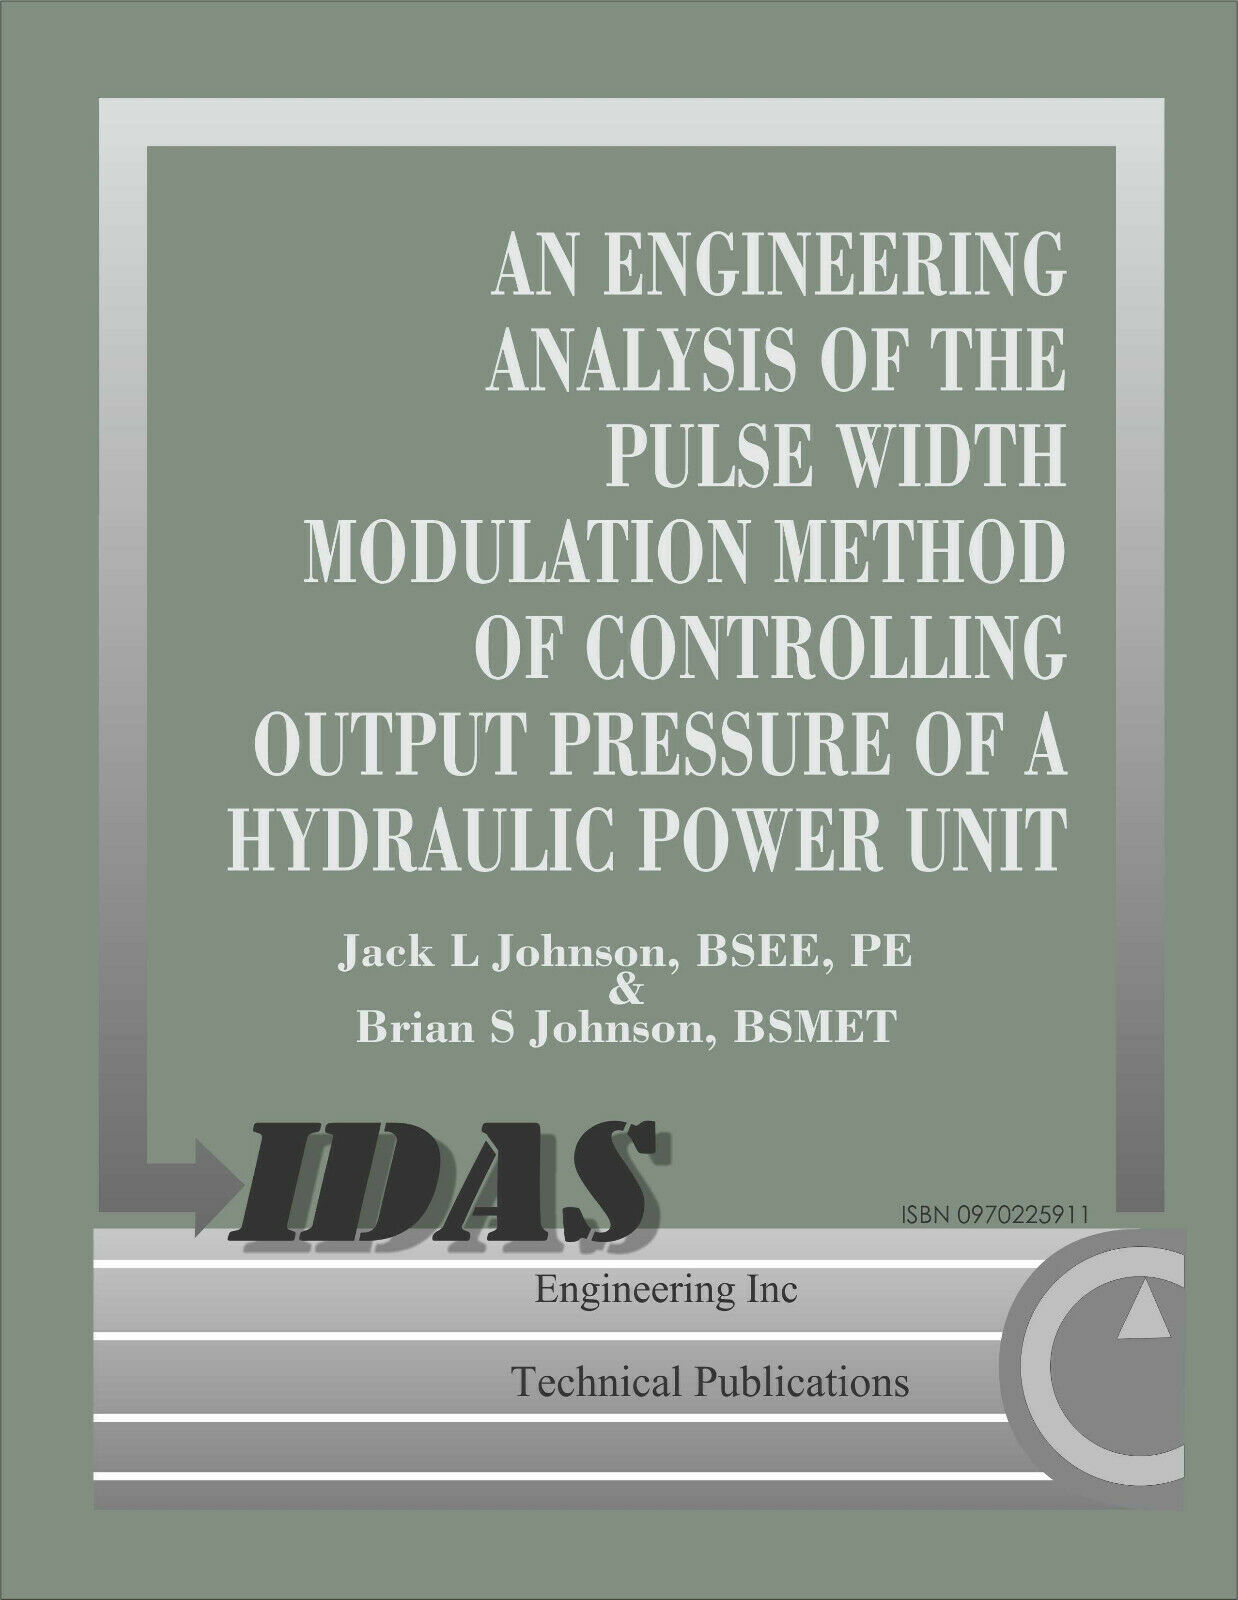 AN ENGINEERING
ANALYSIS OF THE
PULSE WIDTH
MODULATION METHOD
OF CONTROLLING
OUTPUT PRESSURE OF A
HYDRAULIC POWER UNIT
Jack L Johnson, BSEE, PE
&
Brian S Johnson, BSMET
IDAS
ISBN 0970225911
Engineering Inc
Technical Publications